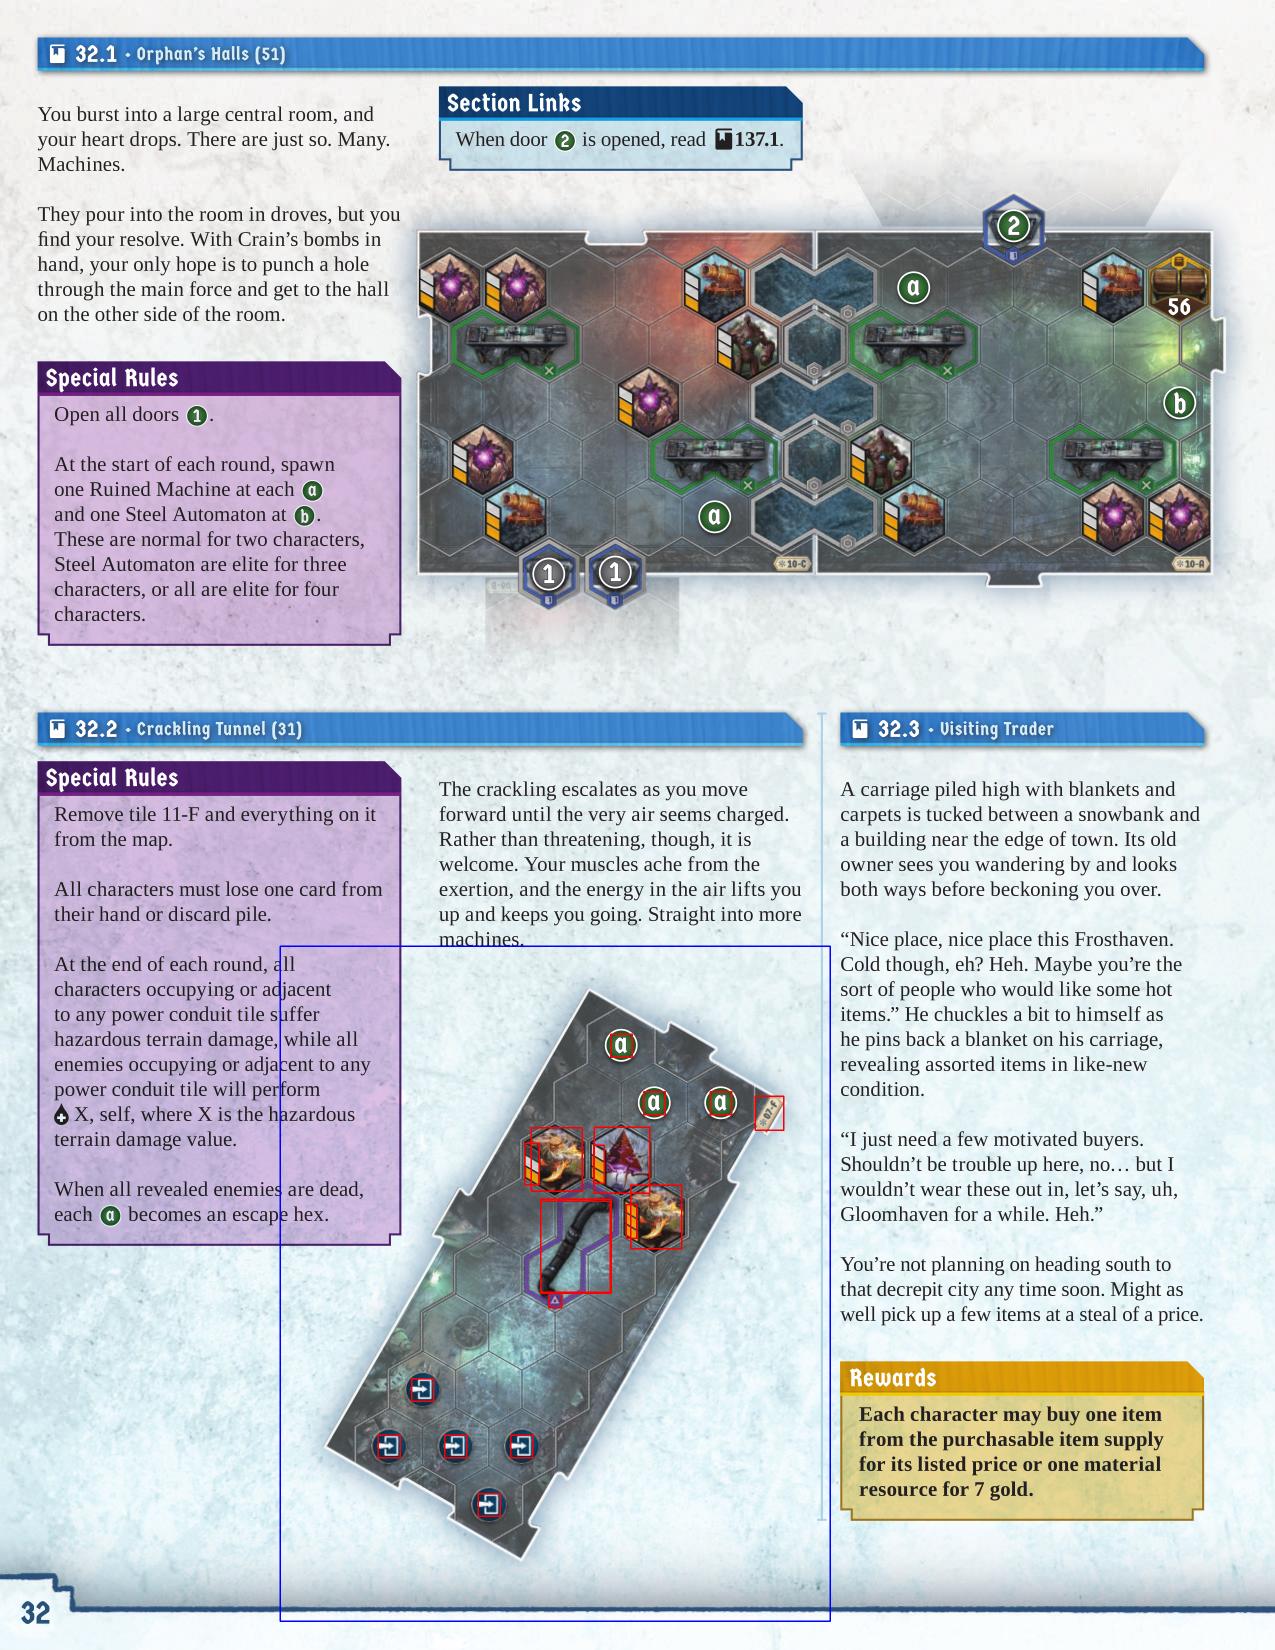 32.1 • Orphan's Halls (51)
You burst into a large central room, and
your heart drops. There are just so. Many.
Machines.
They pour into the room in droves, but you
find your resolve. With Crain's bombs in
hand, your only hope is to punch a hole
through the main force and get to the hall
on the other side of the room.
Special Rules
Open all doors 1.
At the start of each round, spawn
one Ruined Machine at each a
and one Steel Automaton at b.
These are normal for two characters,
Steel Automaton are elite for three
characters, or all are elite for four
characters.
Section Links
When door 2 is opened, read 137.1.
2
a
56
b
a
1
1
10-C
10-A
32.2 • Crackling Tunnel (31)
Special Rules
Remove tile 11-F and everything on it
from the map.
All characters must lose one card from
their hand or discard pile.
At the end of each round, all
characters occupying or adjacent
to any power conduit tile suffer
hazardous terrain damage, while all
enemies occupying or adjacent to any
power conduit tile will perform
X, self, where X is the hazardous
terrain damage value.
When all revealed enemies are dead,
each a becomes an escape hex.
The crackling escalates as you move
forward until the very air seems charged.
Rather than threatening, though, it is
welcome. Your muscles ache from the
exertion, and the energy in the air lifts you
up and keeps you going. Straight into more
machines.
a
a
a
07-F
32.3 • Visiting Trader
A carriage piled high with blankets and
carpets is tucked between a snowbank and
a building near the edge of town. Its old
owner sees you wandering by and looks
both ways before beckoning you over.
“Nice place, nice place this Frosthaven.
Cold though, eh? Heh. Maybe you’re the
sort of people who would like some hot
items.” He chuckles a bit to himself as
he pins back a blanket on his carriage,
revealing assorted items in like-new
condition.
“I just need a few motivated buyers.
Shouldn’t be trouble up here, no… but I
wouldn’t wear these out in, let’s say, uh,
Gloomhaven for a while. Heh.”
You’re not planning on heading south to
that decrepit city any time soon. Might as
well pick up a few items at a steal of a price.
Rewards
Each character may buy one item
from the purchasable item supply
for its listed price or one material
resource for 7 gold.
32